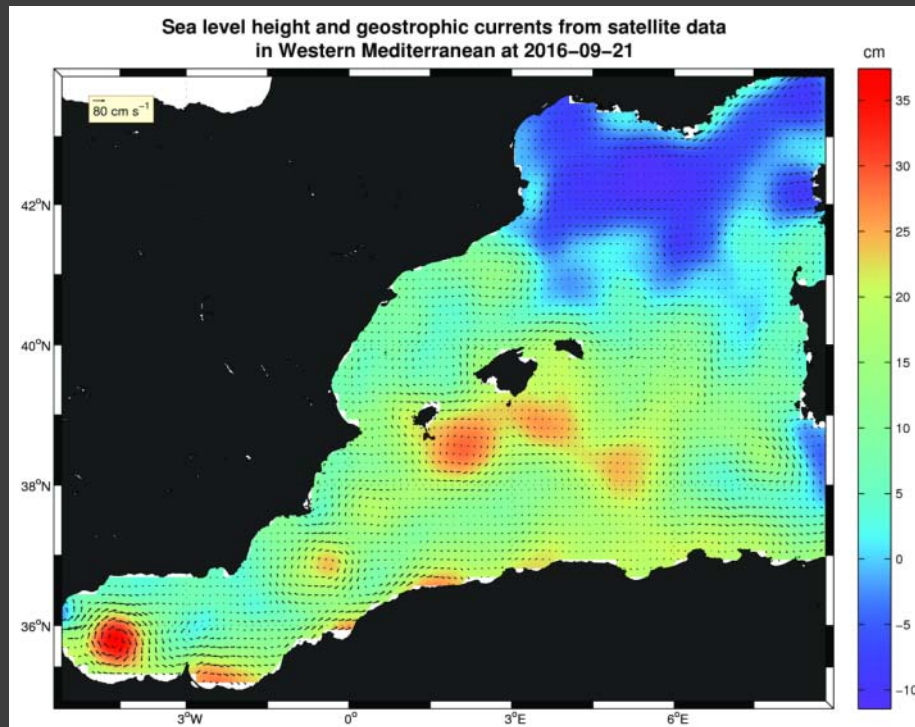 Sea level height and geostrophic currents from satellite data
in Western Mediterranean at 2016−09−21
cm
80 cm s⁻¹
35
30
25
20
15
10
5
0
−5
−10
42°N
40°N
38°N
36°N
3°W
0°
3°E
6°E